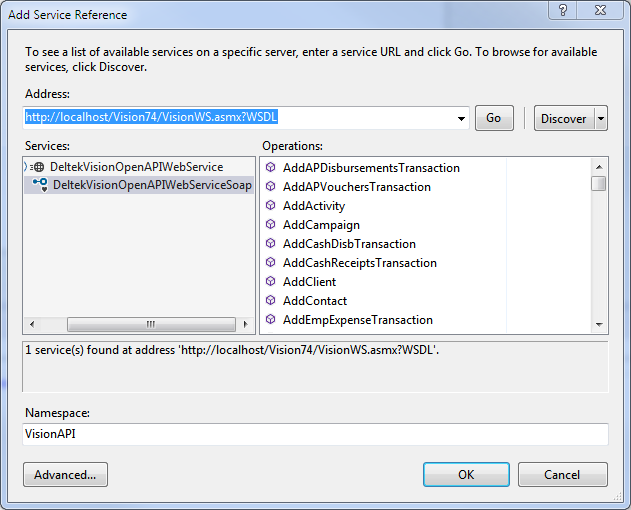 Add Service Reference
To see a list of available services on a specific server, enter a service URL and click Go. To browse for available
services, click Discover.
Address:
http://localhost/Vision74/VisionWS.asmx?WSDL
Go
Discover
Services:
Operations:
DeltekVisionOpenAPIWebService
DeltekVisionOpenAPIWebServiceSoap
AddAPDisbursementsTransaction
AddAPVouchersTransaction
AddActivity
AddCampaign
AddCashDisbTransaction
AddCashReceiptsTransaction
AddClient
AddContact
AddEmpExpenseTransaction
1 service(s) found at address 'http://localhost/Vision74/VisionWS.asmx?WSDL'.
Namespace:
VisionAPI
Advanced...
OK
Cancel